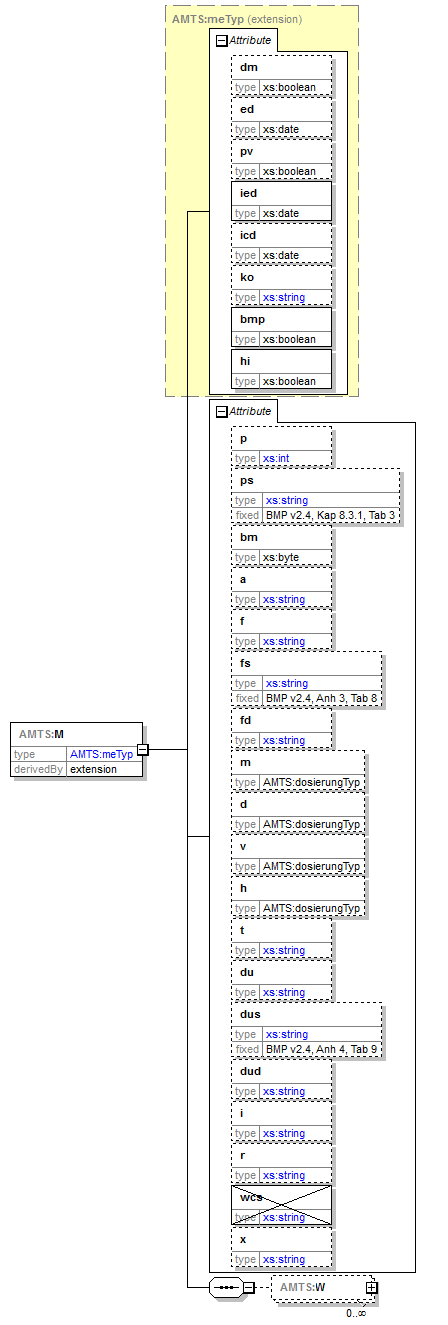 AMTS:meTyp (extension)
Attribute
dm
type xs:boolean
ed
type xs:date
pv
type xs:boolean
ied
type xs:date
icd
type xs:date
ko
type xs:string
bmp
type xs:boolean
hi
type xs:boolean
Attribute
p
type xs:int
ps
type xs:string
fixed BMP v2.4, Kap 8.3.1, Tab 3
bm
type xs:byte
a
type xs:string
f
type xs:string
fs
type xs:string
fixed BMP v2.4, Anh 3, Tab 8
fd
type xs:string
AMTS:M
type AMTS:meTyp
derivedBy extension
m
type AMTS:dosierungTyp
d
type AMTS:dosierungTyp
v
type AMTS:dosierungTyp
h
type AMTS:dosierungTyp
t
type xs:string
du
type xs:string
dus
type xs:string
fixed BMP v2.4, Anh 4, Tab 9
dud
type xs:string
i
type xs:string
r
type xs:string
wcs
type xs:string
x
type xs:string
AMTS:W
0..∞